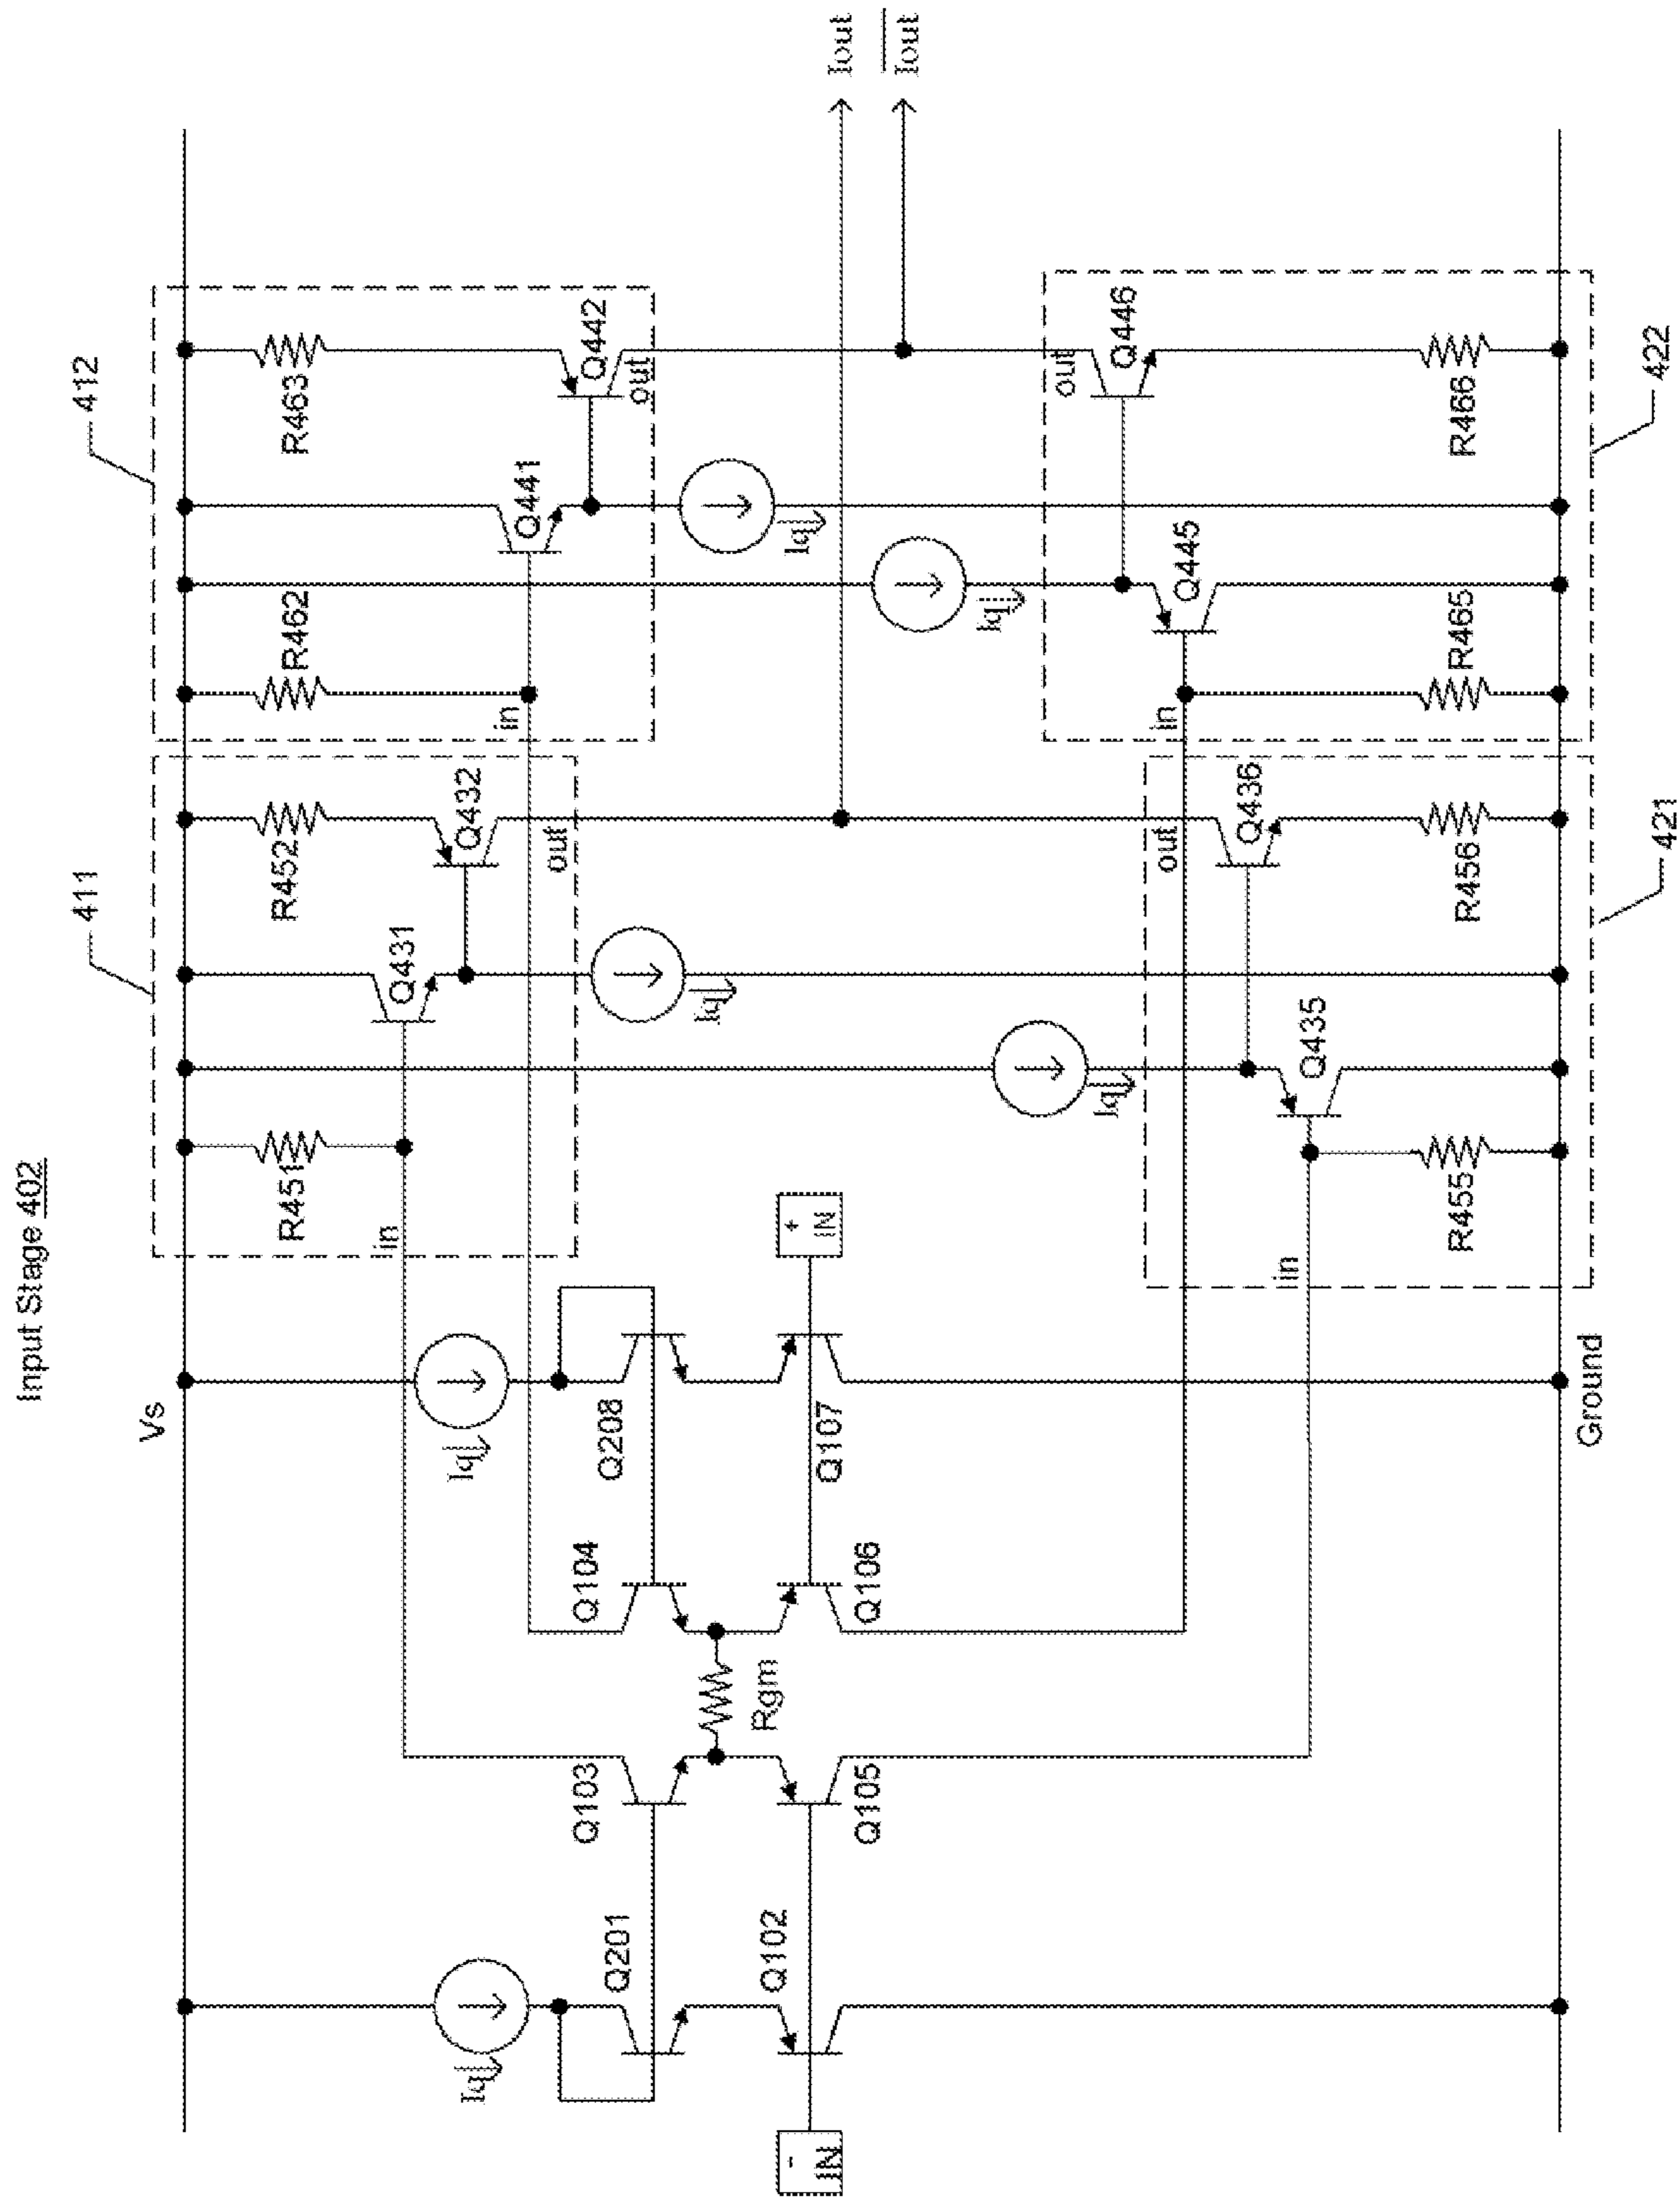 Input Stage 402
411
412
Vs
R451
in
Q431
R452
Q432
out
R462
in
Q441
R463
Q442
out
Iq
Iq
Iq
Iq
Iq
Iq
Q201
Q102
Q103
Q105
Rgm
Q104
Q106
Q208
Q107
-
IN
+
IN
Iout
Iout
in
R455
Q435
out
Q436
R456
in
R465
Q445
out
Q446
R466
Ground
421
422